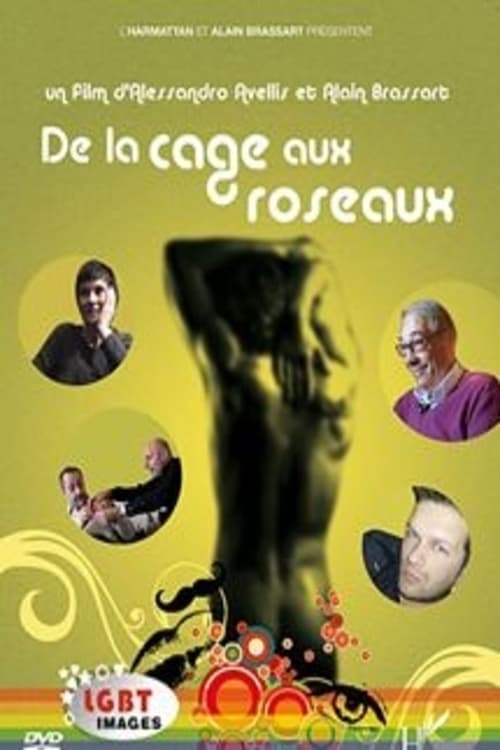 L'HARMATTAN ET ALAIN BRASSART PRÉSENTENT
un film d'Alessandro Avellis et Alain Brassart
De la cage aux
roseaux
LGBT
IMAGES
DVD